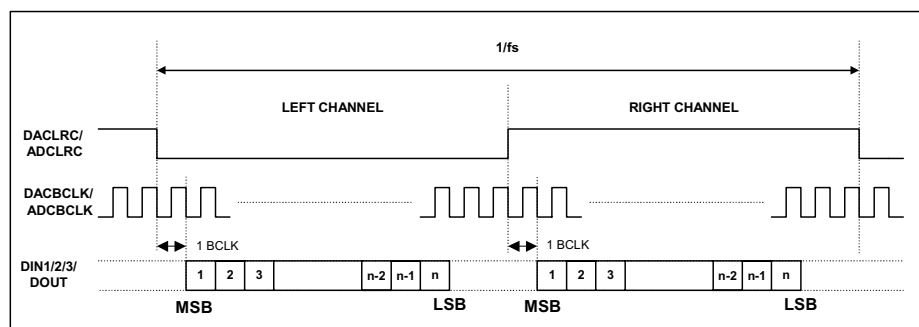 1/fs
LEFT CHANNEL
RIGHT CHANNEL
DACLRC/
ADCLRC
DACBCLK/
ADCBCLK
1 BCLK
1 BCLK
DIN1/2/3/
DOUT
1 2 3 n-2 n-1 n
1 2 3 n-2 n-1 n
MSB
LSB
MSB
LSB